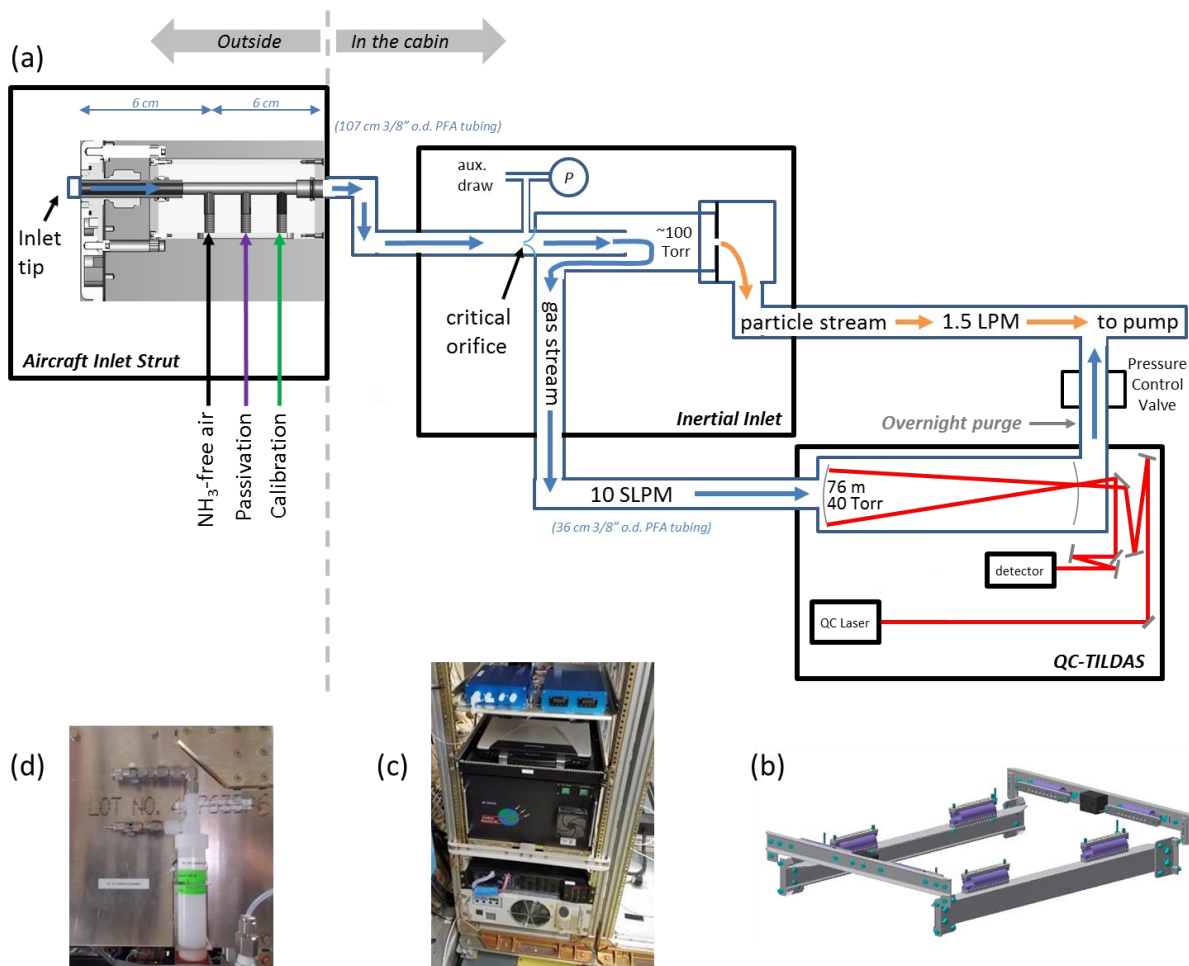 Outside
In the cabin
(a)
6 cm
6 cm
(107 cm 3/8" o.d. PFA tubing)
aux.
draw
P
Inlet
tip
~100
Torr
critical
orifice
gas stream
particle stream
1.5 LPM
to pump
Aircraft Inlet Strut
Pressure
Control
Valve
Inertial Inlet
Overnight purge
NH₃-free air
Passivation
Calibration
10 SLPM
76 m
40 Torr
(36 cm 3/8" o.d. PFA tubing)
detector
QC Laser
QC-TILDAS
(d)
LOT NO.
(c)
(b)